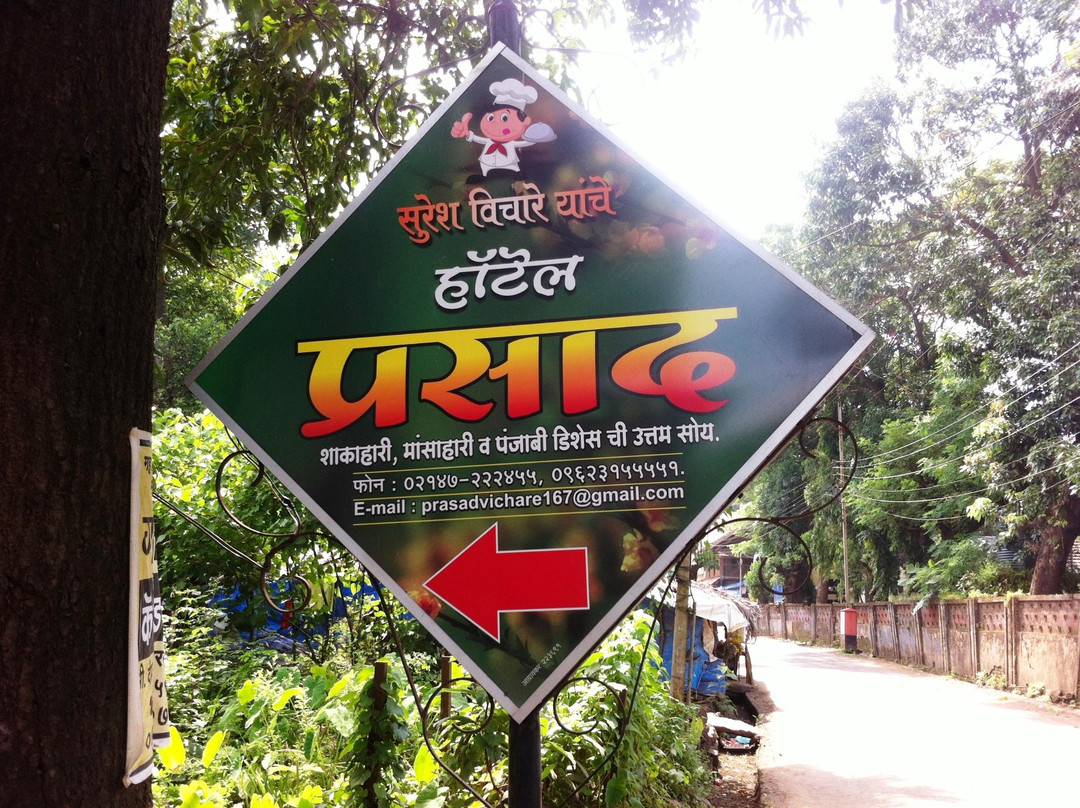 सुरेश विचारे यांचे
हॉटेल
प्रसाद
शाकाहारी, मांसाहारी व पंजाबी डिशेस ची उत्तम सोय.
फोन : ०२१४७-२२२४५५, ०९६२३१५५५५१.
E-mail : prasadvichare167@gmail.com